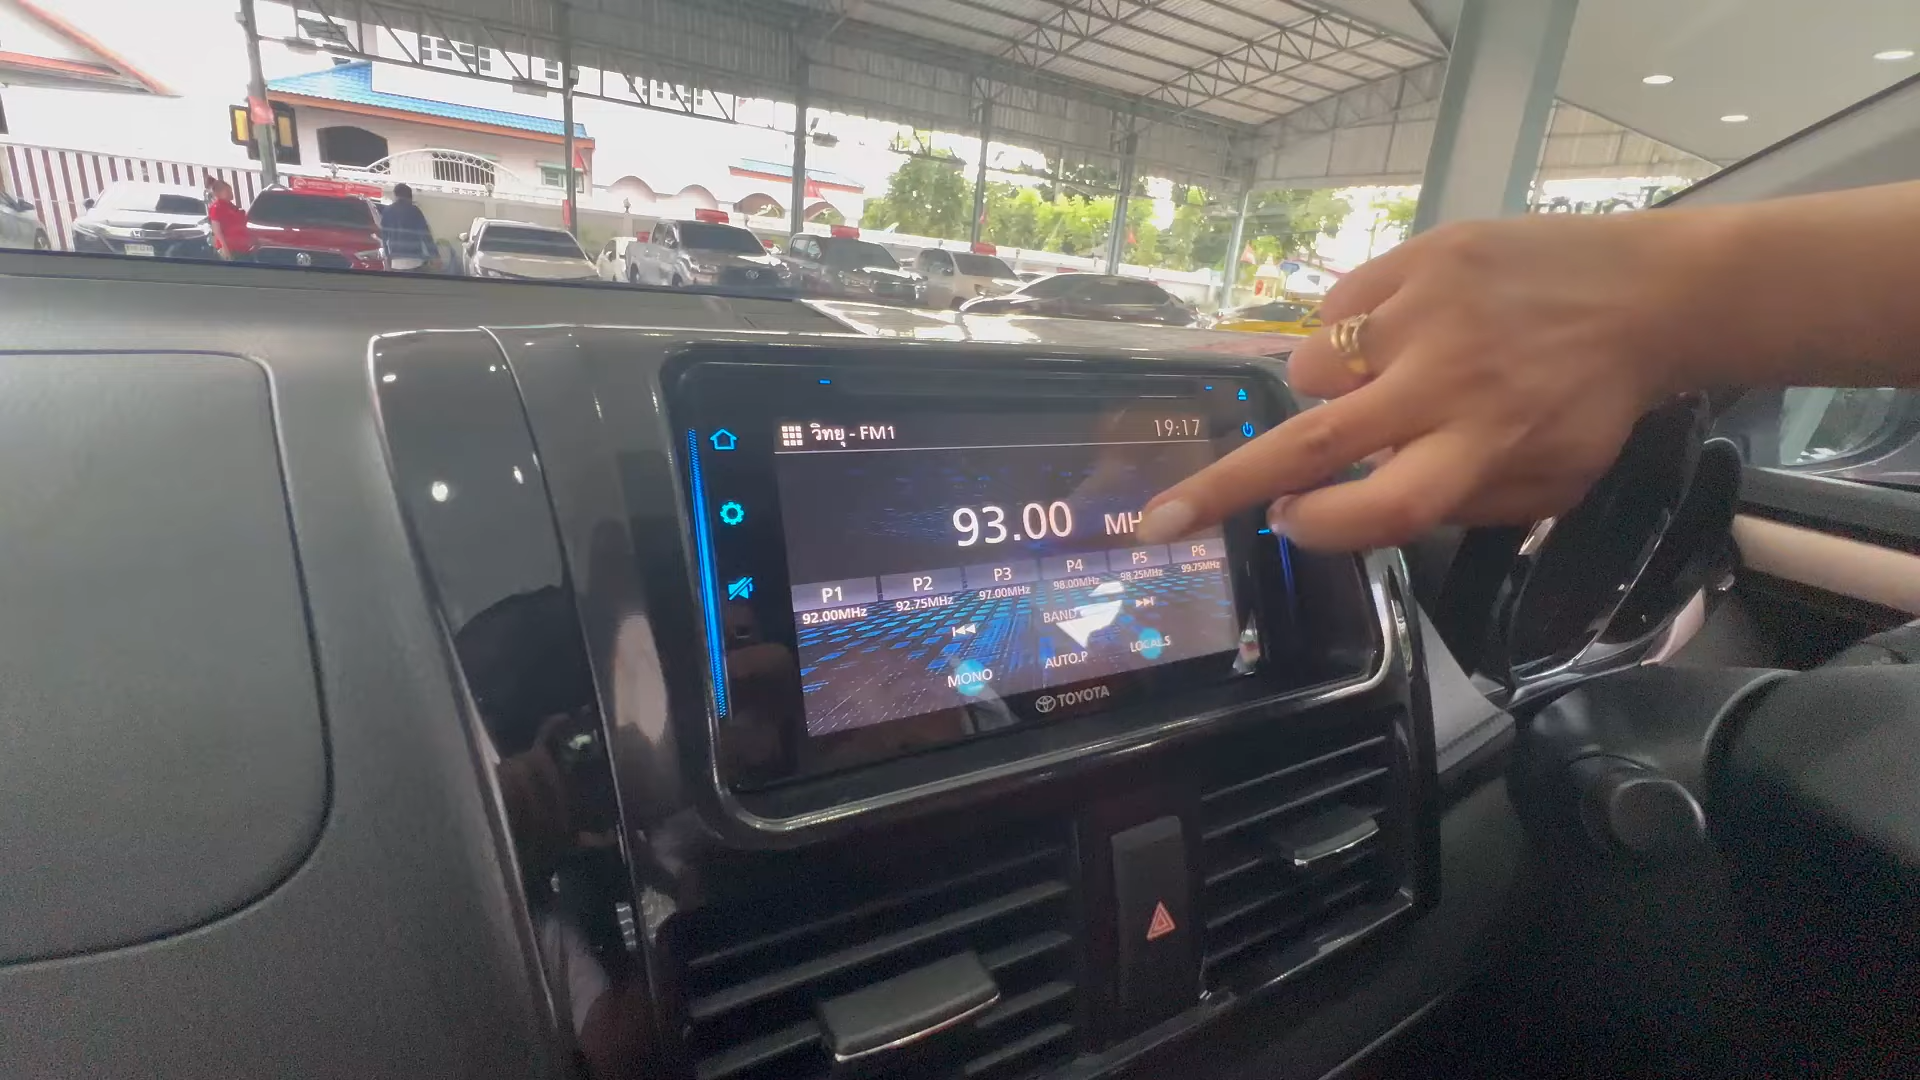 วิทยุ - FM1
19:17
93.00 MH
P1 P2 P3 P4 P5 P6
92.00MHz 92.75MHz 97.00MHz 98.00MHz 98.25MHz 99.75MHz
BAND
MONO AUTO.P LOCAL.S
TOYOTA